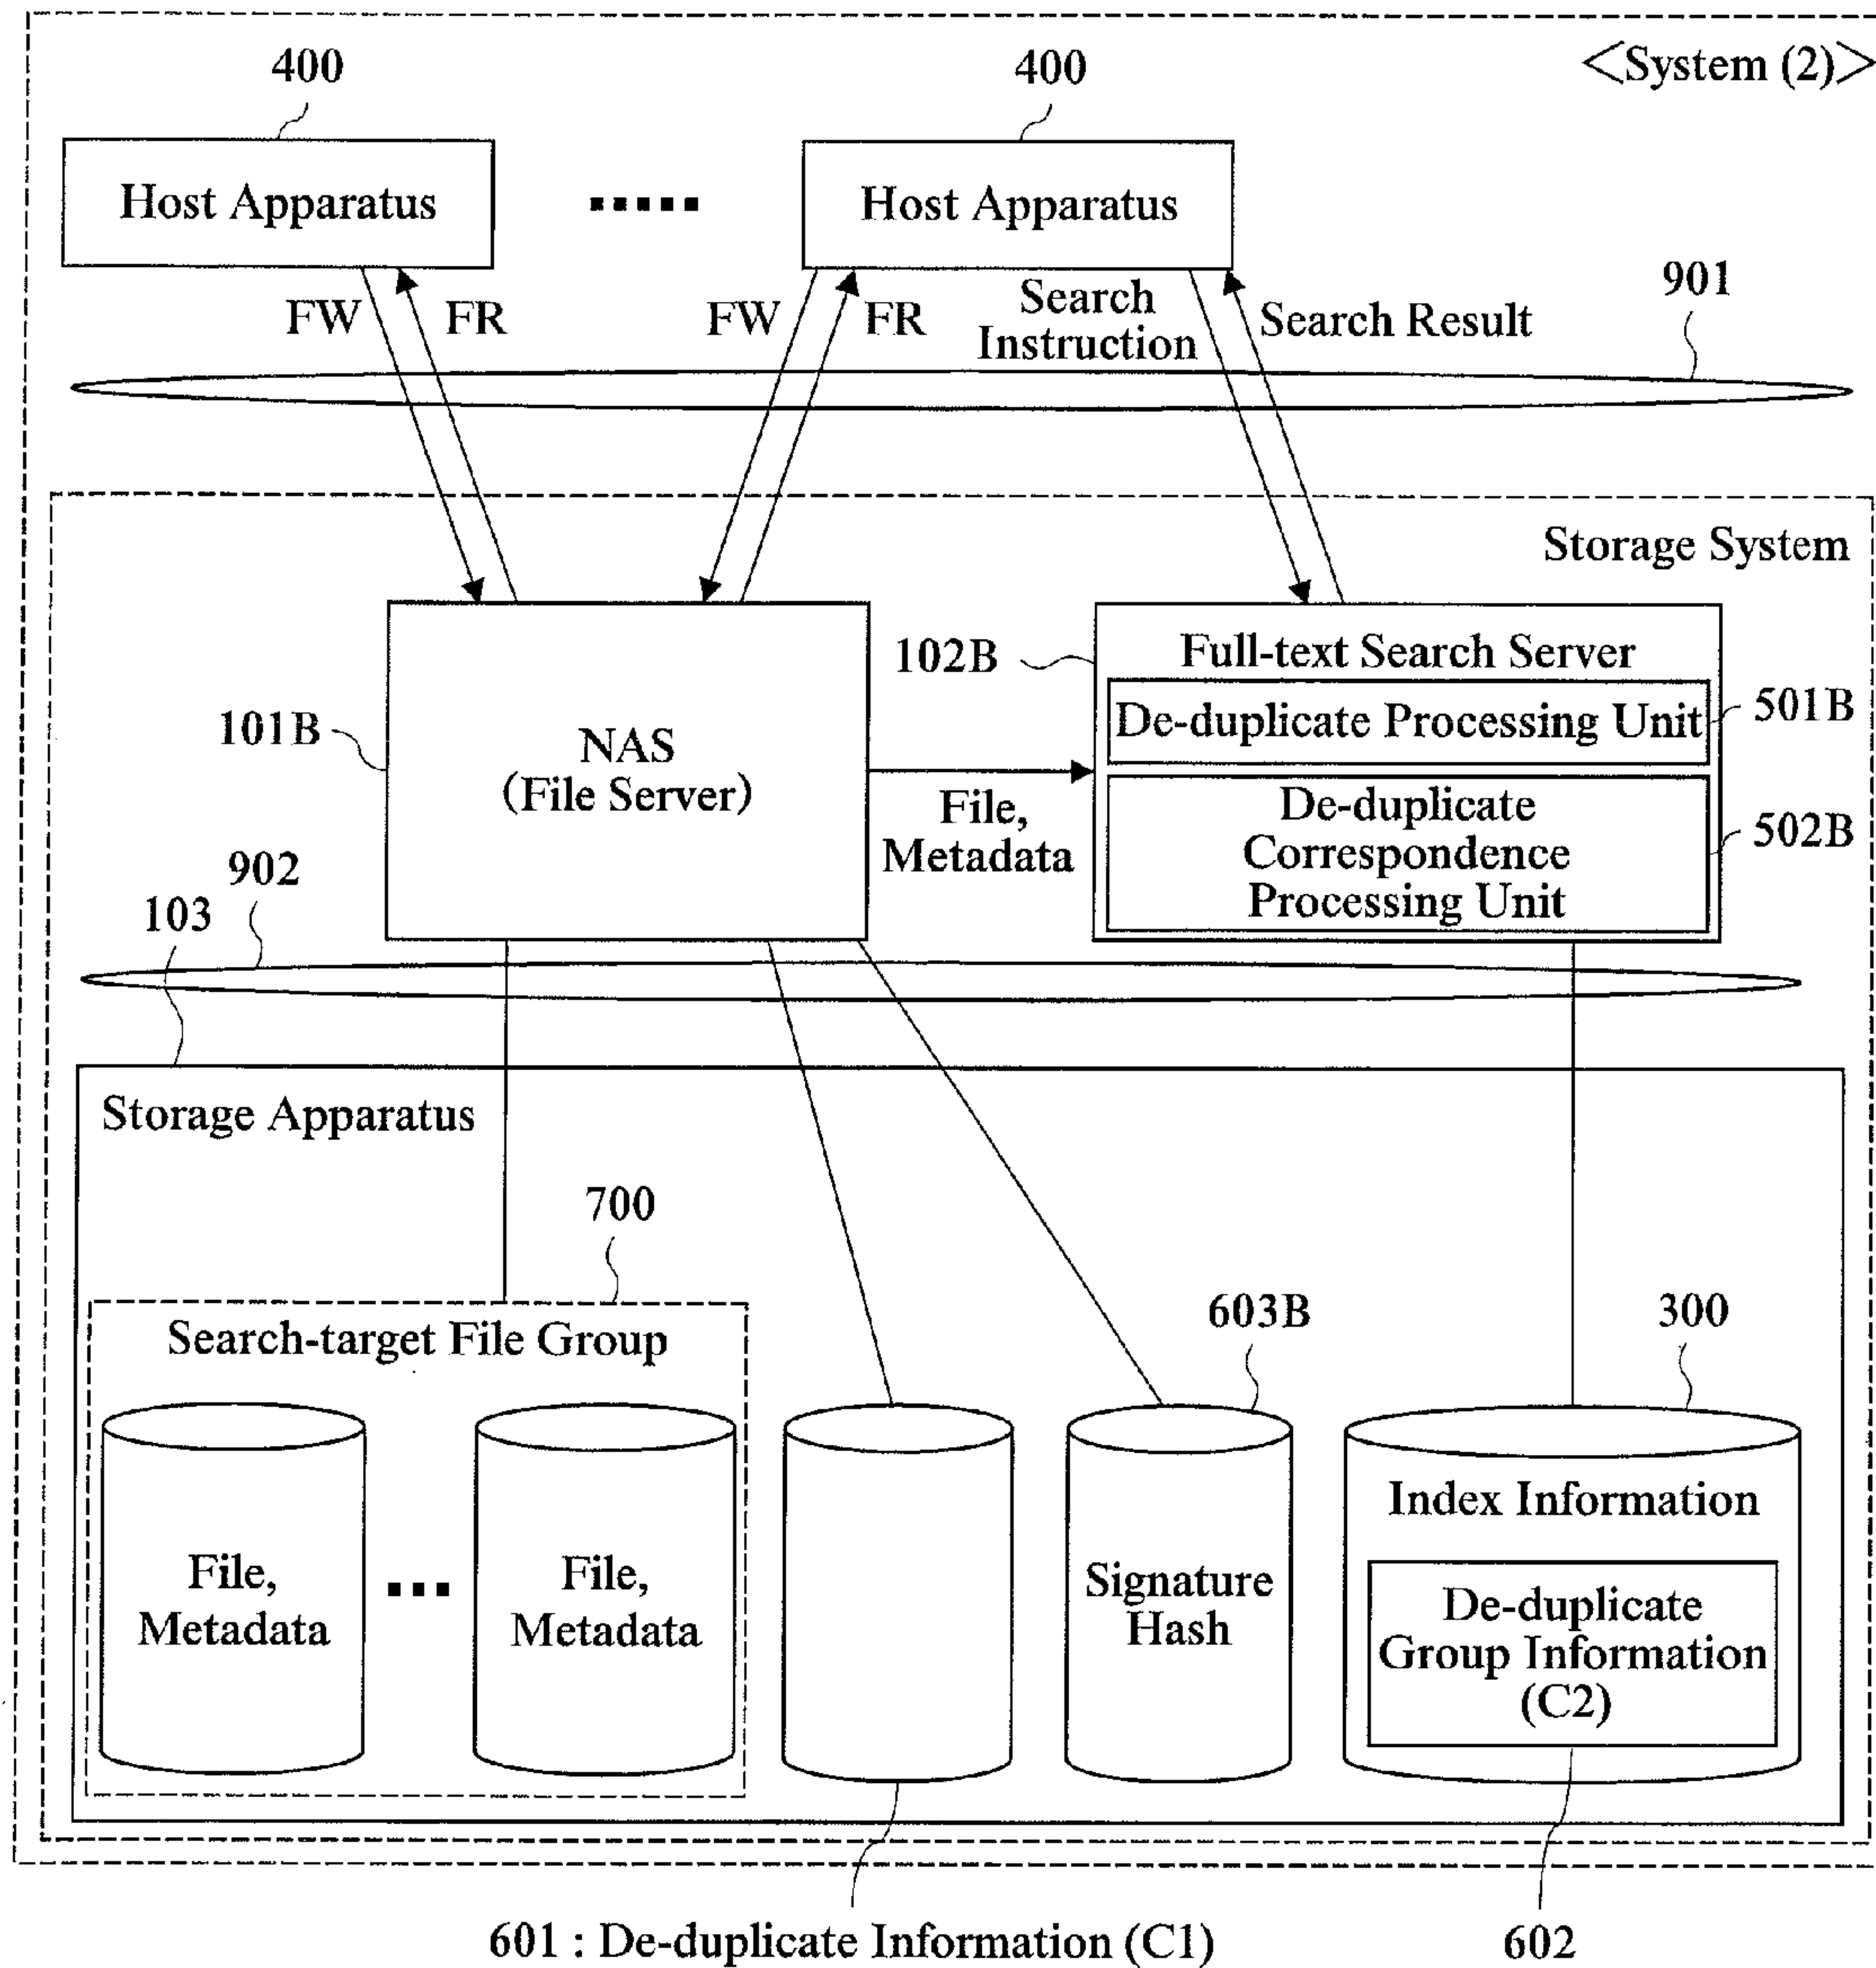 <System (2)>
400
400
Host Apparatus
Host Apparatus
FW
FR
FW
FR
Search
Instruction
Search Result
901
Storage System
102B
Full-text Search Server
De-duplicate Processing Unit
501B
101B
NAS
(File Server)
File,
Metadata
De-duplicate
Correspondence
Processing Unit
502B
902
103
Storage Apparatus
700
Search-target File Group
603B
300
File,
Metadata
File,
Metadata
Signature
Hash
Index Information
De-duplicate
Group Information
(C2)
601 : De-duplicate Information (C1)
602